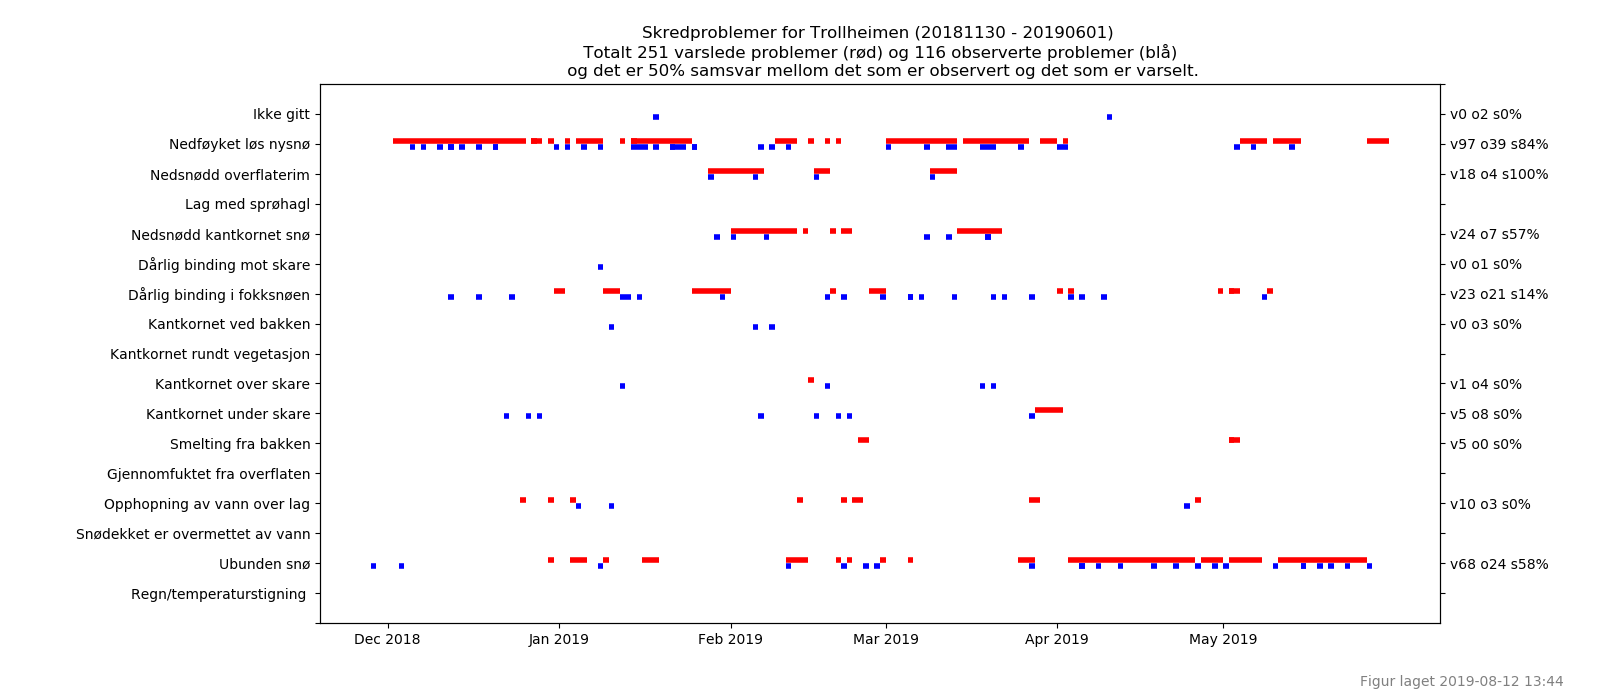 Skredproblemer for Trollheimen (20181130 - 20190601)
Totalt 251 varslede problemer (rød) og 116 observerte problemer (blå)
og det er 50% samsvar mellom det som er observert og det som er varselt.
Ikke gitt v0 o2 s0%
Nedføyket løs nysnø v97 o39 s84%
Nedsnødd overflaterim v18 o4 s100%
Lag med sprøhagl
Nedsnødd kantkornet snø v24 o7 s57%
Dårlig binding mot skare v0 o1 s0%
Dårlig binding i fokksnøen v23 o21 s14%
Kantkornet ved bakken v0 o3 s0%
Kantkornet rundt vegetasjon
Kantkornet over skare v1 o4 s0%
Kantkornet under skare v5 o8 s0%
Smelting fra bakken v5 o0 s0%
Gjennomfuktet fra overflaten
Opphopning av vann over lag v10 o3 s0%
Snødekket er overmettet av vann
Ubunden snø v68 o24 s58%
Regn/temperaturstigning
Dec 2018 Jan 2019 Feb 2019 Mar 2019 Apr 2019 May 2019
Figur laget 2019-08-12 13:44